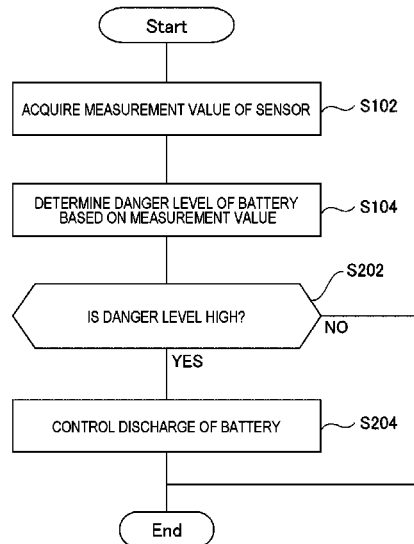 Start
ACQUIRE MEASUREMENT VALUE OF SENSOR
S102
DETERMINE DANGER LEVEL OF BATTERY
BASED ON MEASUREMENT VALUE
S104
S202
IS DANGER LEVEL HIGH?
NO
YES
CONTROL DISCHARGE OF BATTERY
S204
End